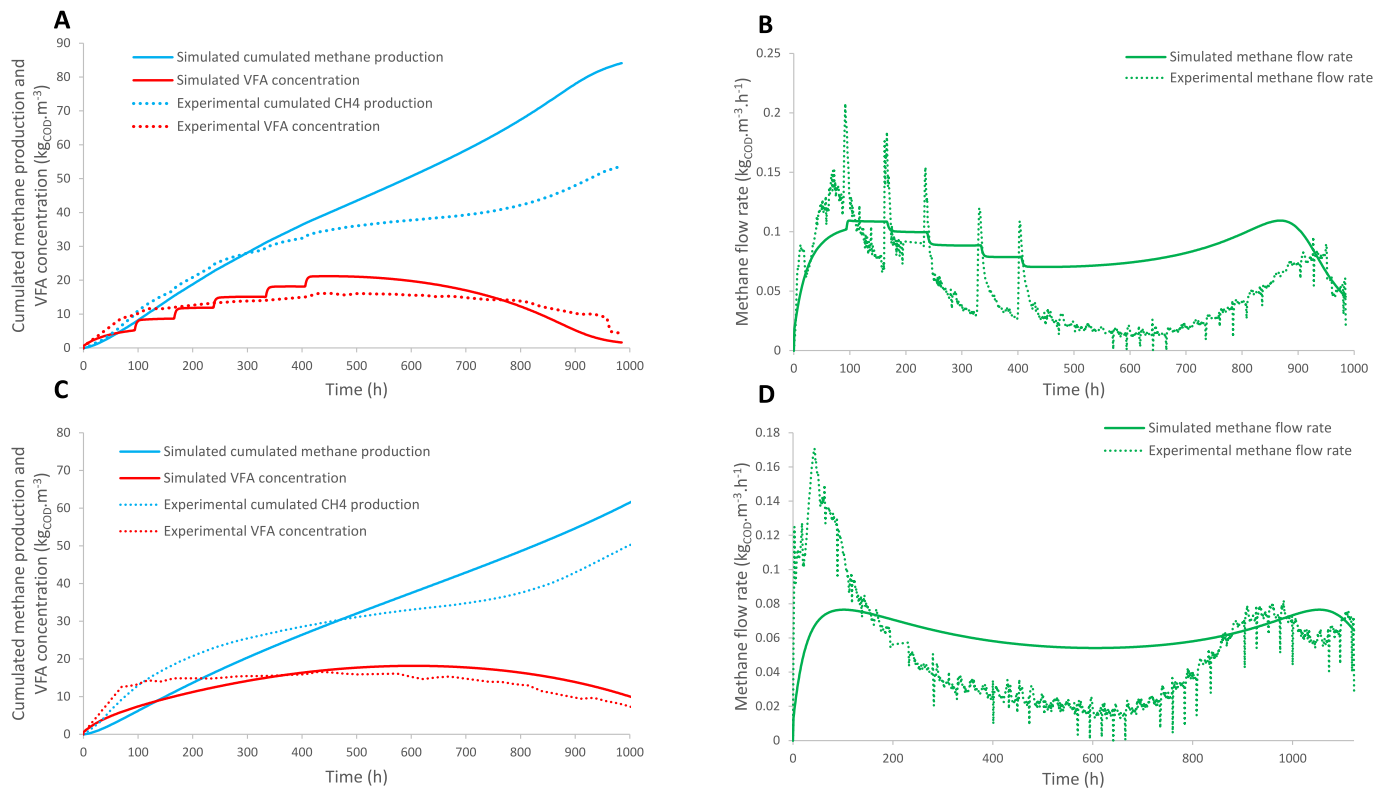 A
Cumulated methane production and
VFA concentration (kgCOD.m-3)
90
80
70
60
50
40
30
20
10
0
Simulated cumulated methane production
Simulated VFA concentration
Experimental cumulated CH4 production
Experimental VFA concentration
0 100 200 300 400 500 600 700 800 900 1000
Time (h)
B
Methane flow rate (kgCOD.m-3.h-1)
0.25
0.2
0.15
0.1
0.05
0
Simulated methane flow rate
Experimental methane flow rate
0 100 200 300 400 500 600 700 800 900 1000
Time (h)
C
Cumulated methane production and
VFA concentration (kgCOD.m-3)
80
70
60
50
40
30
20
10
0
Simulated cumulated methane production
Simulated VFA concentration
Experimental cumulated CH4 production
Experimental VFA concentration
0 100 200 300 400 500 600 700 800 900 1000
Time (h)
D
Methane flow rate (kgCOD.m-3.h-1)
0.18
0.16
0.14
0.12
0.1
0.08
0.06
0.04
0.02
0
Simulated methane flow rate
Experimental methane flow rate
0 200 400 600 800 1000
Time (h)